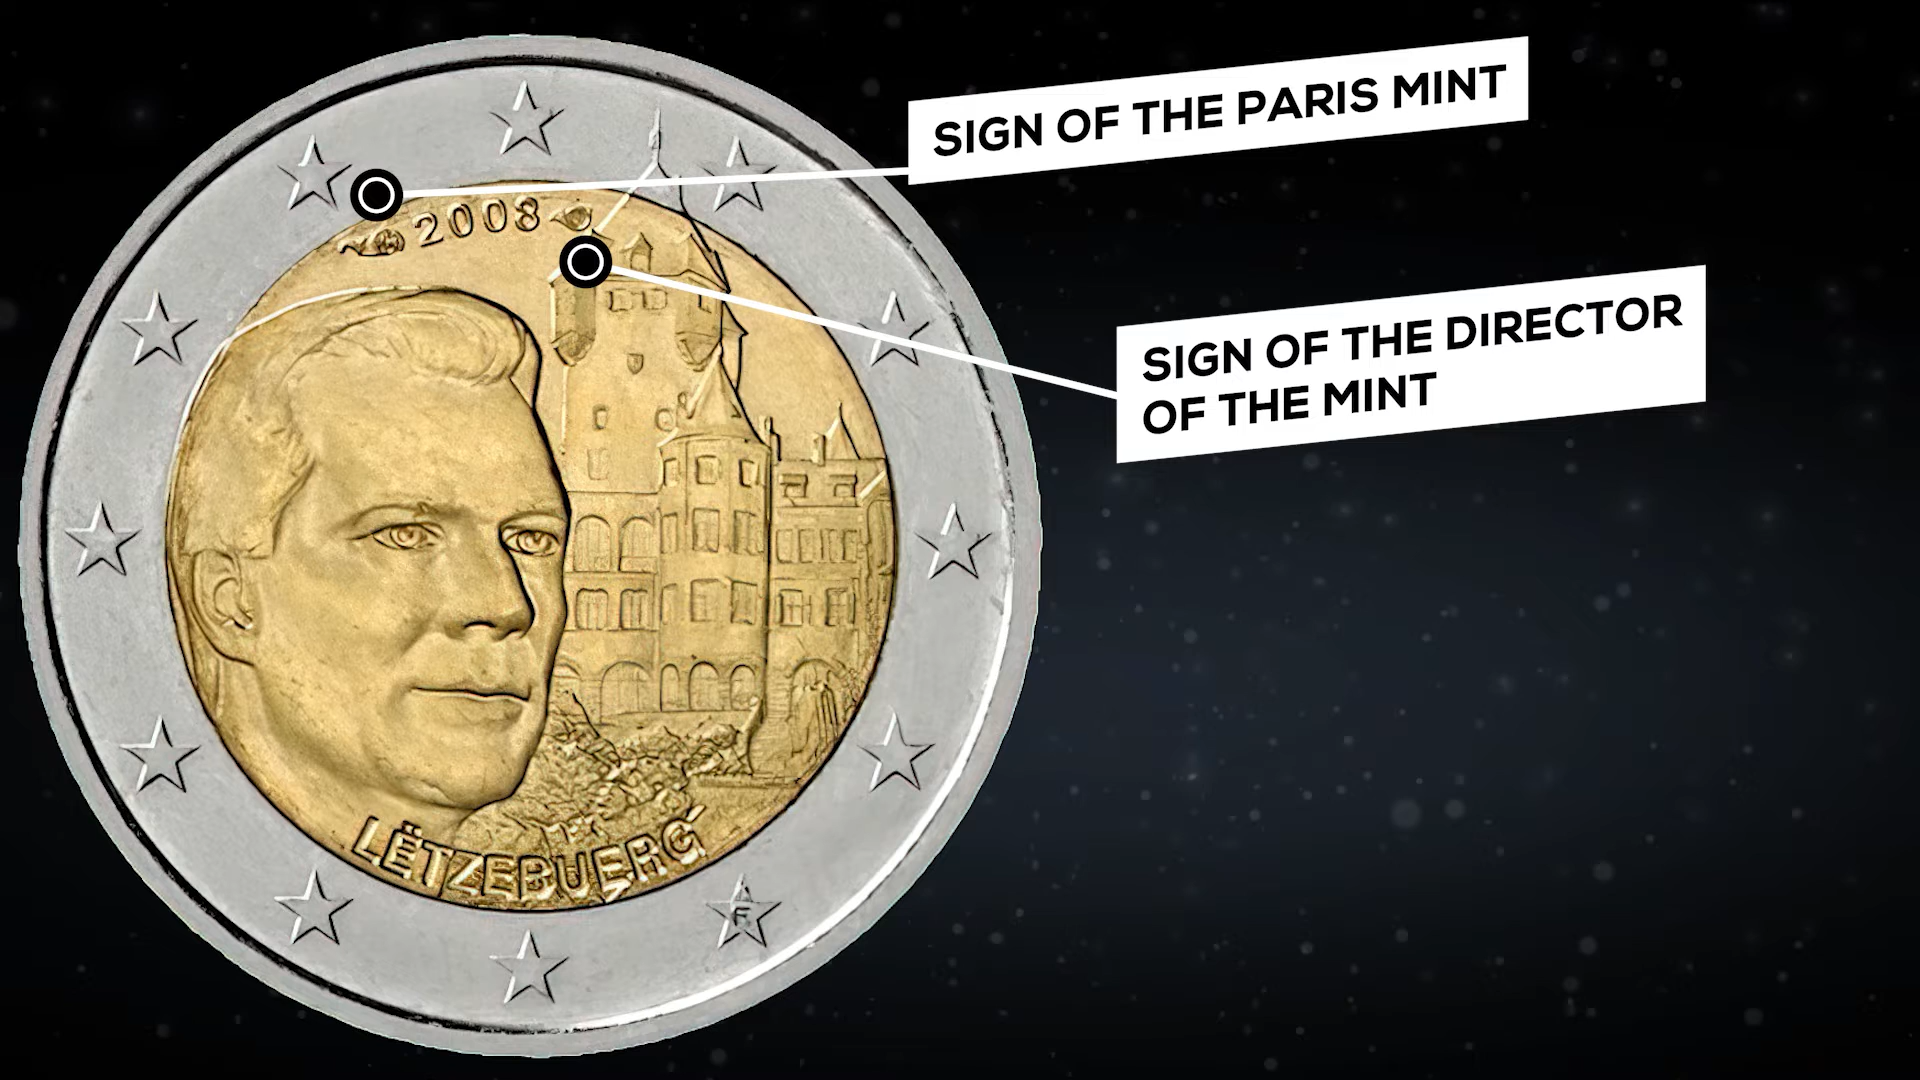 SIGN OF THE PARIS MINT
2008
SIGN OF THE DIRECTOR
OF THE MINT
LËTZEBUERG
F